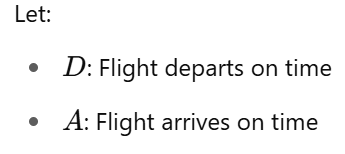 Let:
• D: Flight departs on time
• A: Flight arrives on time